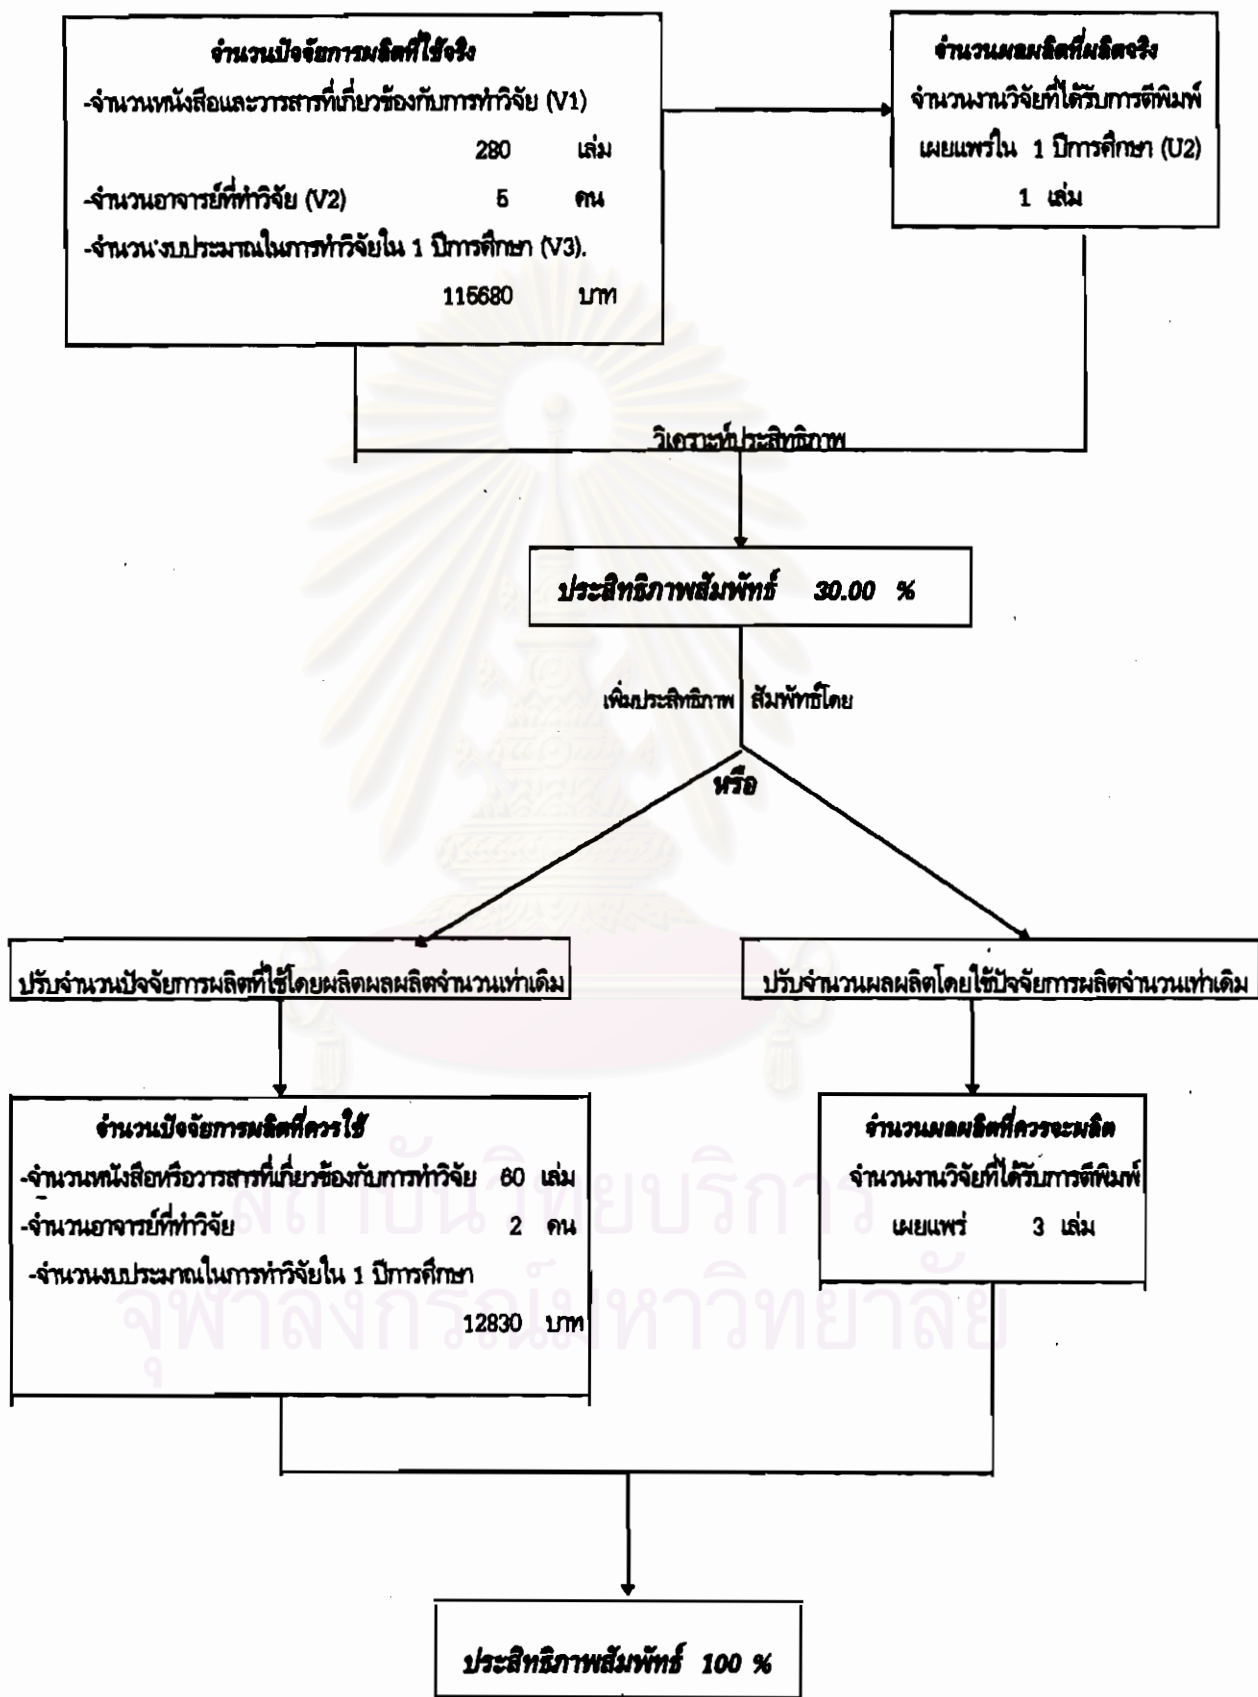 จำนวนปัจจัยการผลิตที่ใช้จริง
-จำนวนหนังสือและวารสารที่เกี่ยวข้องกับการทำวิจัย (V1)
280 เล่ม
-จำนวนอาจารย์ที่ทำวิจัย (V2) 5 คน
-จำนวนงบประมาณในการทำวิจัยใน 1 ปีการศึกษา (V3).
115680 บาท
จำนวนผลผลิตที่ผลิตจริง
จำนวนงานวิจัยที่ได้รับการตีพิมพ์
เผยแพร่ใน 1 ปีการศึกษา (U2)
1 เล่ม
วิเคราะห์ประสิทธิภาพ
ประสิทธิภาพสัมพัทธ์ 30.00 %
เพิ่มประสิทธิภาพ สัมพัทธ์โดย
หรือ
ปรับจำนวนปัจจัยการผลิตที่ใช้โดยผลิตผลผลิตจำนวนเท่าเดิม
ปรับจำนวนผลผลิตโดยใช้ปัจจัยการผลิตจำนวนเท่าเดิม
จำนวนปัจจัยการผลิตที่ควรใช้
-จำนวนหนังสือหรือวารสารที่เกี่ยวข้องกับการทำวิจัย 60 เล่ม
-จำนวนอาจารย์ที่ทำวิจัย 2 คน
-จำนวนงบประมาณในการทำวิจัยใน 1 ปีการศึกษา
12830 บาท
จำนวนผลผลิตที่ควรจะผลิต
จำนวนงานวิจัยที่ได้รับการตีพิมพ์
เผยแพร่ 3 เล่ม
สถาบันวิทยบริการ
จุฬาลงกรณ์มหาวิทยาลัย
ประสิทธิภาพสัมพัทธ์ 100 %